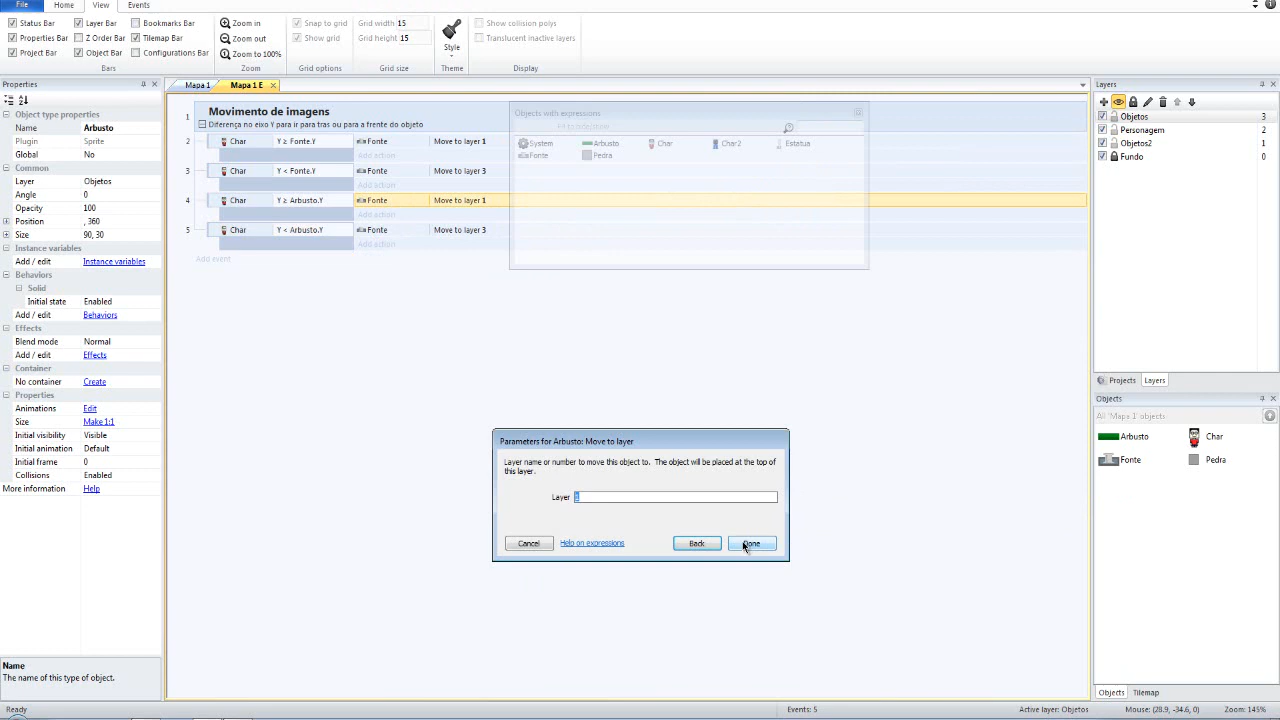 File Home View Events
Status Bar Layer Bar Bookmarks Bar Zoom in Snap to grid Grid width 15 Show collision polys
Properties Bar Z Order Bar Tilemap Bar Zoom out Show grid Grid height 15 Translucent inactive layers
Project Bar Object Bar Configurations Bar Zoom to 100% Style
Bars Zoom Grid options Grid size Theme Display
Properties Mapa 1 Mapa 1 E Layers
Object type properties
Name Arbusto
Plugin Sprite
Global No
Common
Layer Objetos
Angle 0
Opacity 100
Position , 360
Size 90, 30
Instance variables
Add / edit Instance variables
Behaviors
Solid
Initial state Enabled
Add / edit Behaviors
Effects
Blend mode Normal
Add / edit Effects
Container
No container Create
Properties
Animations Edit
Size Make 1:1
Initial visibility Visible
Initial animation Default
Initial frame 0
Collisions Enabled
More information Help
Name
The name of this type of object.
1 Movimento de imagens
Diferença no eixo Y para ir para tras ou para a frente do objeto
2 Char Y ≥ Fonte.Y Fonte Move to layer 1
Add action
3 Char Y < Fonte.Y Fonte Move to layer 3
Add action
4 Char Y ≥ Arbusto.Y Fonte Move to layer 1
Add action
5 Char Y < Arbusto.Y Fonte Move to layer 3
Add action
Add event
Objects with expressions
System Arbusto Char Char2 Estatua
Fonte Pedra
Parameters for Arbusto: Move to layer
Layer name or number to move this object to. The object will be placed at the top of
this layer.
Layer
Cancel Help on expressions Back Done
Objetos 3
Personagem 2
Objetos2 1
Fundo 0
Projects Layers
Objects
All 'Mapa 1' objects
Arbusto Char
Fonte Pedra
Objects Tilemap
Ready Events: 5 Active layer: Objetos Mouse: (28.9, -34.6, 0) Zoom: 145%